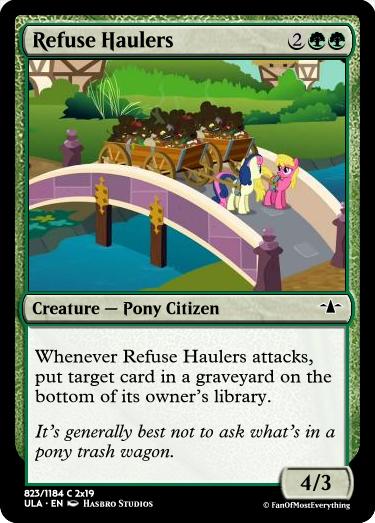 Refuse Haulers 2
Creature — Pony Citizen
Whenever Refuse Haulers attacks,
put target card in a graveyard on the
bottom of its owner's library.
It's generally best not to ask what's in a
pony trash wagon.
4/3
823/1184 C 2x19
ULA • EN Hasbro Studios
© FanOfMostEverything